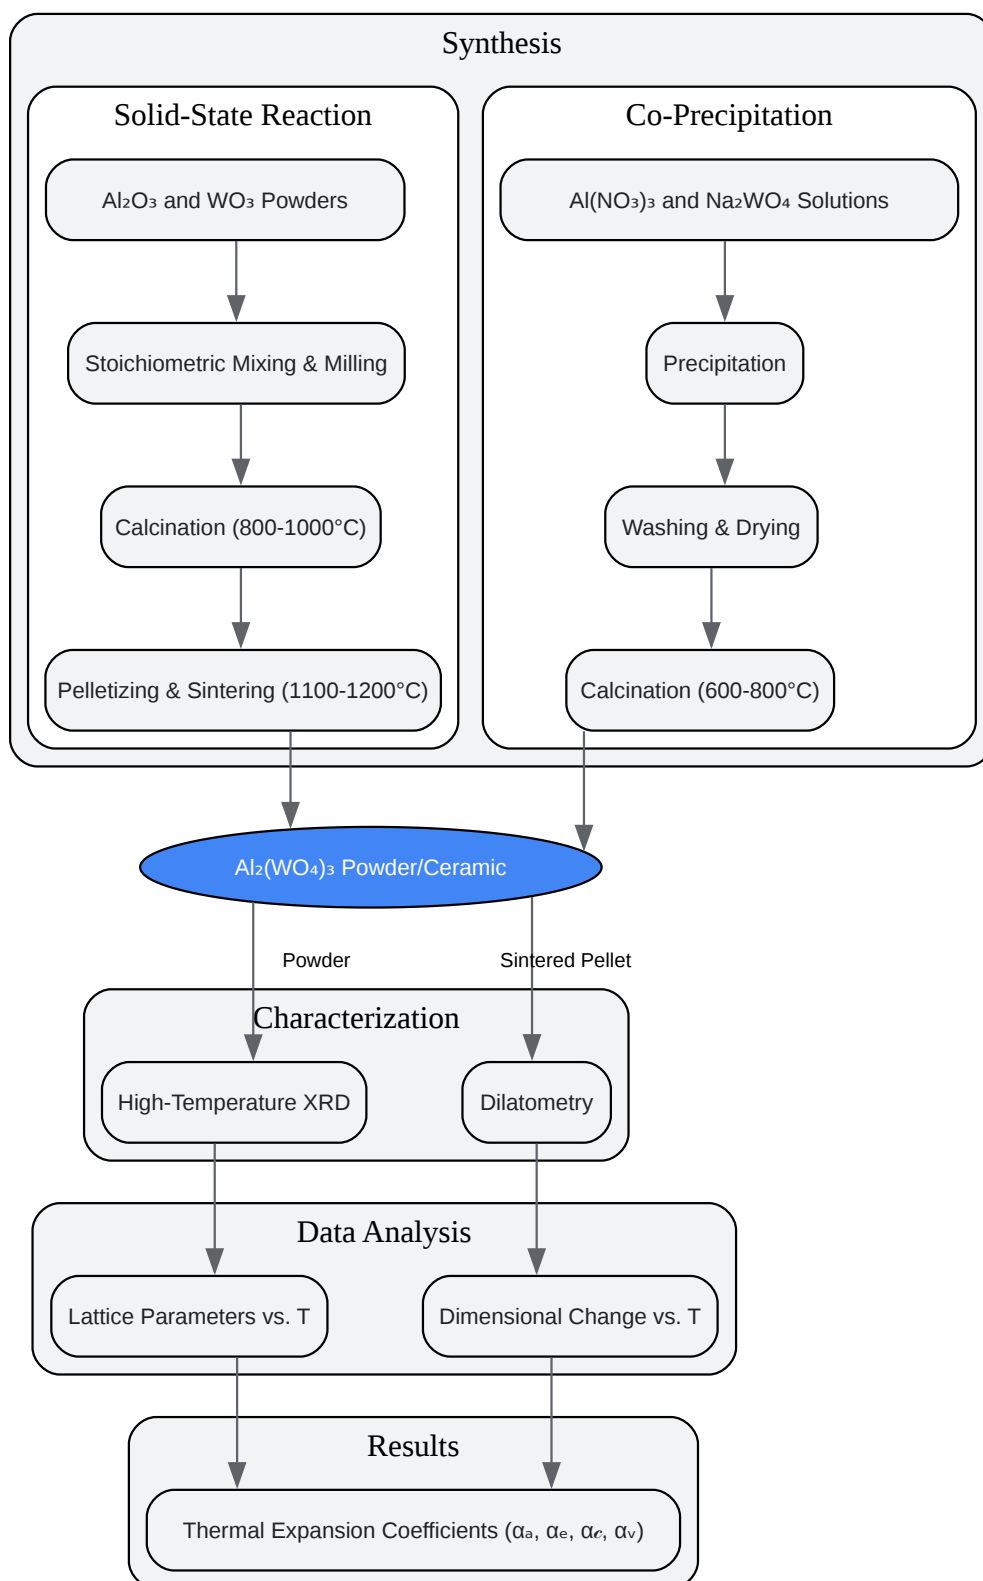 Synthesis
Solid-State Reaction
Al₂O₃ and WO₃ Powders
Stoichiometric Mixing & Milling
Calcination (800-1000°C)
Pelletizing & Sintering (1100-1200°C)
Co-Precipitation
Al(NO₃)₃ and Na₂WO₄ Solutions
Precipitation
Washing & Drying
Calcination (600-800°C)
Al₂(WO₄)₃ Powder/Ceramic
Powder
Sintered Pellet
Characterization
High-Temperature XRD
Dilatometry
Data Analysis
Lattice Parameters vs. T
Dimensional Change vs. T
Results
Thermal Expansion Coefficients (αₐ, αₑ, α𝒸, αᵥ)